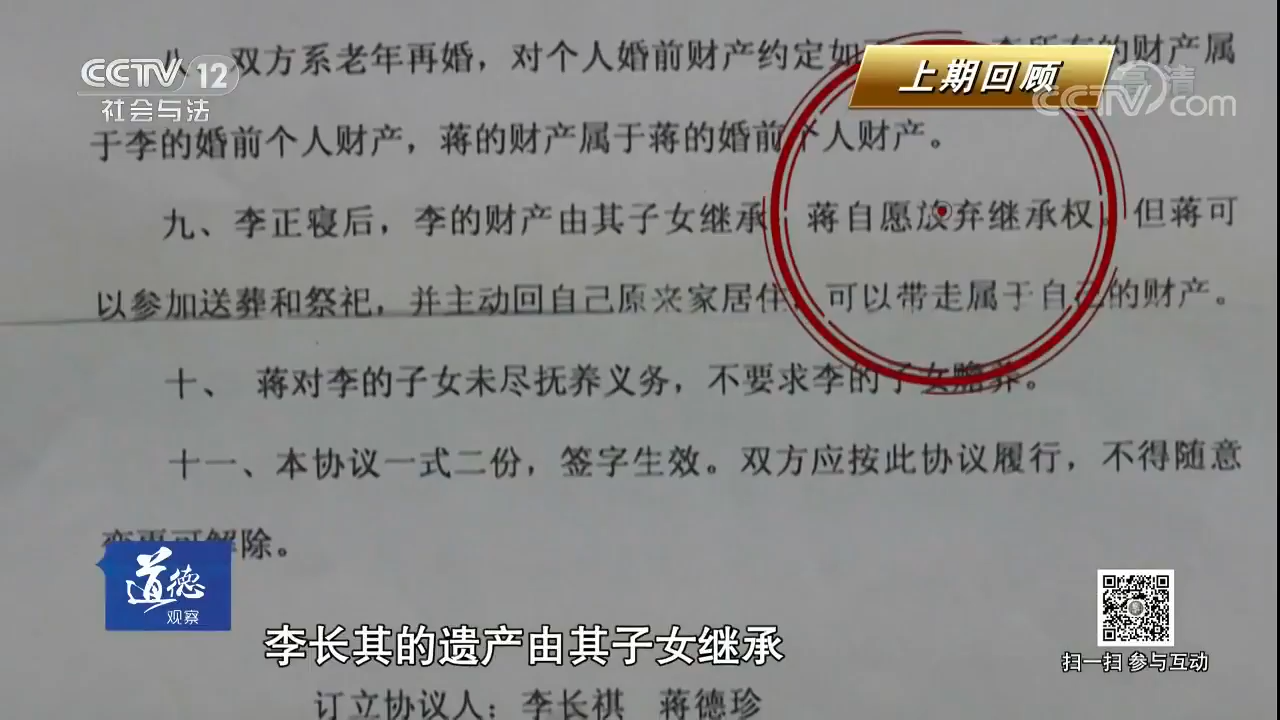 CCTV 12
社会与法
上期回顾
高清
CCTV.com
八、双方系老年再婚，对个人婚前财产约定如 的财产属
于李的婚前个人财产，蒋的财产属于蒋的婚前个人财产。
九、李正寝后，李的财产由其子女继承，蒋自愿放弃继承权，但蒋可
以参加送葬和祭祀，并主动回自己原来家居住，可以带走属于自己的财产。
十、 蒋对李的子女未尽抚养义务，不要求李的子女赡养。
十一、本协议一式二份，签字生效。双方应按此协议履行，不得随意
解除。
道德
观察
李长其的遗产由其子女继承
扫一扫 参与互动
订立协议人：李长祺 蒋德珍